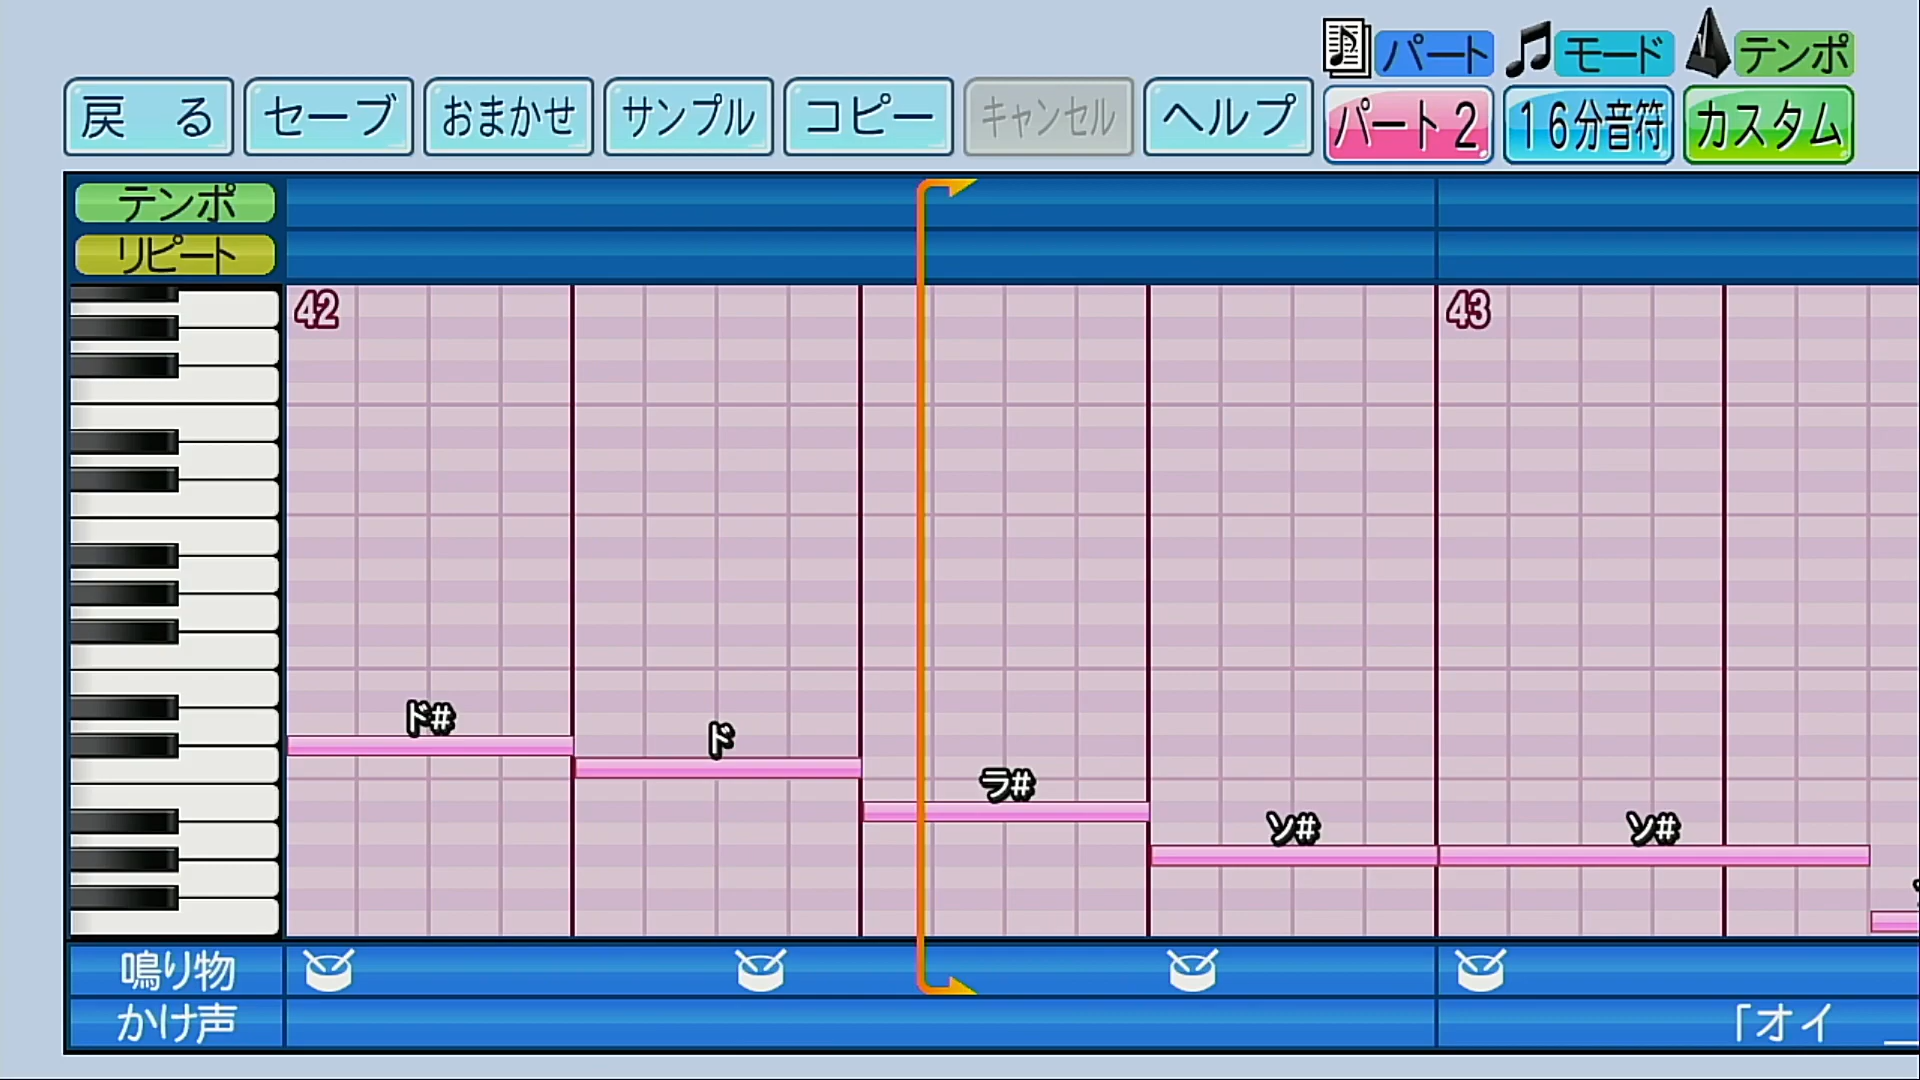 パート モード テンポ
戻 る セーブ おまかせ サンプル コピー キャンセル ヘルプ パート2 16分音符 カスタム
テンポ
リピート
42 43
ド#
ド
ラ#
ソ# ソ#
鳴り物
かけ声 「オイ